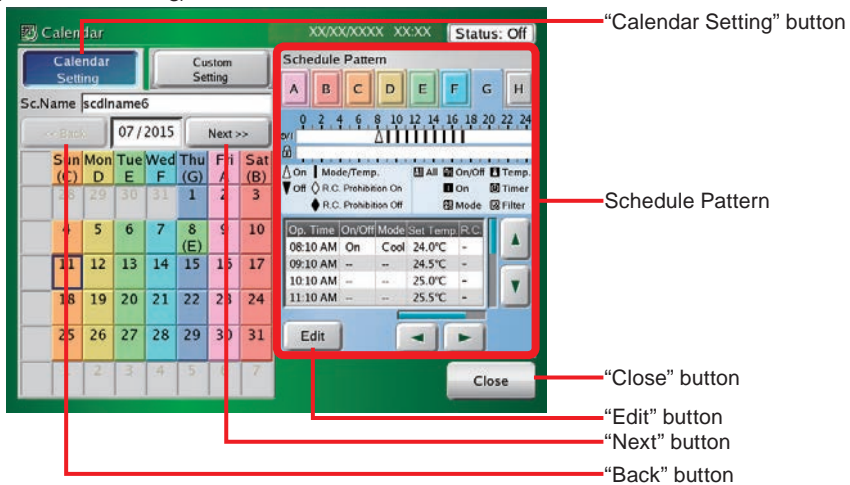 Calendar
XX/XX/XXXX XX:XX
Status: Off
"Calendar Setting" button
Calendar
Setting
Custom
Setting
Sc.Name scdlname6
<< Back
07 / 2015
Next >>
Sun Mon Tue Wed Thu Fri Sat
(C) D E F (G) A (B)
28 29 30 31 1 2 3
4 5 6 7 8 9 10
(E)
11 12 13 14 15 16 17
18 19 20 21 22 23 24
25 26 27 28 29 30 31
1 2 3 4 5 6 7
Schedule Pattern
A B C D E F G H
0 2 4 6 8 10 12 14 16 18 20 22 24
On Mode/Temp. All On/Off Temp.
Off R.C. Prohibition On On Timer
R.C. Prohibition Off Mode Filter
Op. Time On/Off Mode Set Temp. R.C.
08:10 AM On Cool 24.0°C -
09:10 AM -- -- 24.5°C -
10:10 AM -- -- 25.0°C -
11:10 AM -- -- 25.5°C -
Edit
Close
Schedule Pattern
"Close" button
"Edit" button
"Next" button
"Back" button